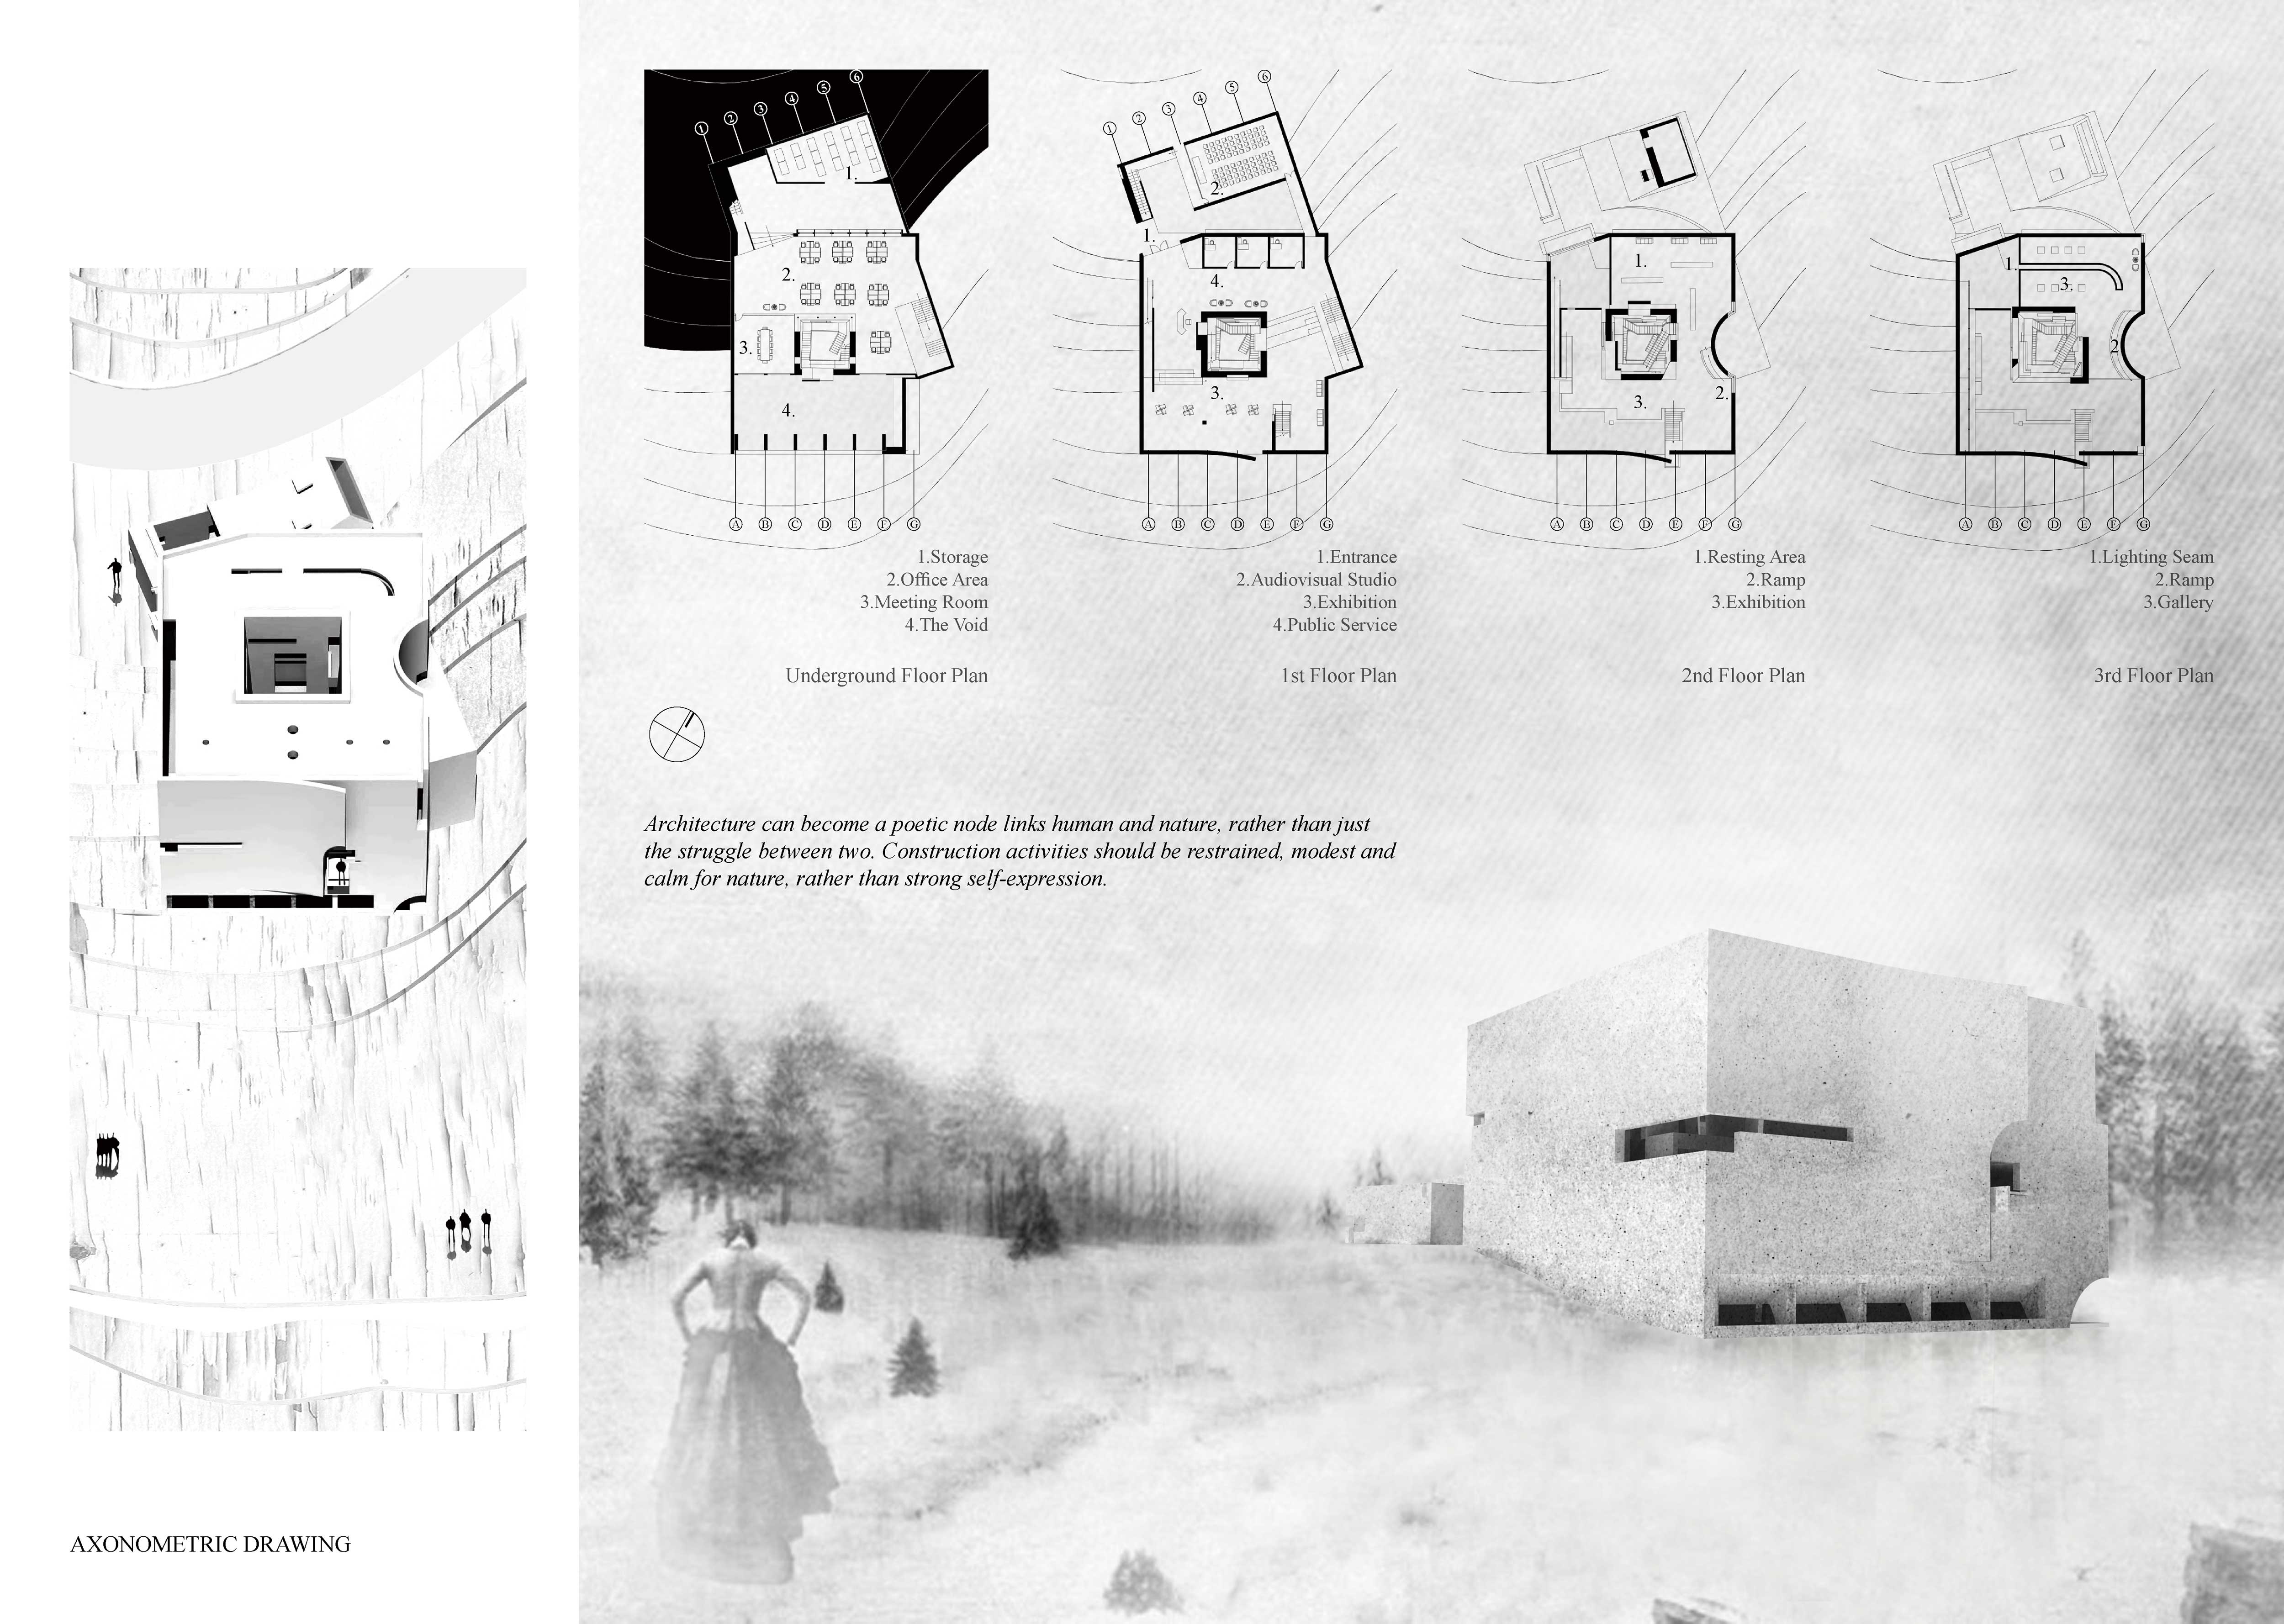 1 2 3 4 5 6
1.
2.
3.
4.
A B C D E F G
1.Storage
2.Office Area
3.Meeting Room
4.The Void
Underground Floor Plan
1 2 3 4 5 6
2.
1.
4.
3.
A B C D E F G
1.Entrance
2.Audiovisual Studio
3.Exhibition
4.Public Service
1st Floor Plan
1.
2.
3.
A B C D E F G
1.Resting Area
2.Ramp
3.Exhibition
2nd Floor Plan
1.
3.
2
A B C D E F G
1.Lighting Seam
2.Ramp
3.Gallery
3rd Floor Plan
Architecture can become a poetic node links human and nature, rather than just
the struggle between two. Construction activities should be restrained, modest and
calm for nature, rather than strong self-expression.
AXONOMETRIC DRAWING